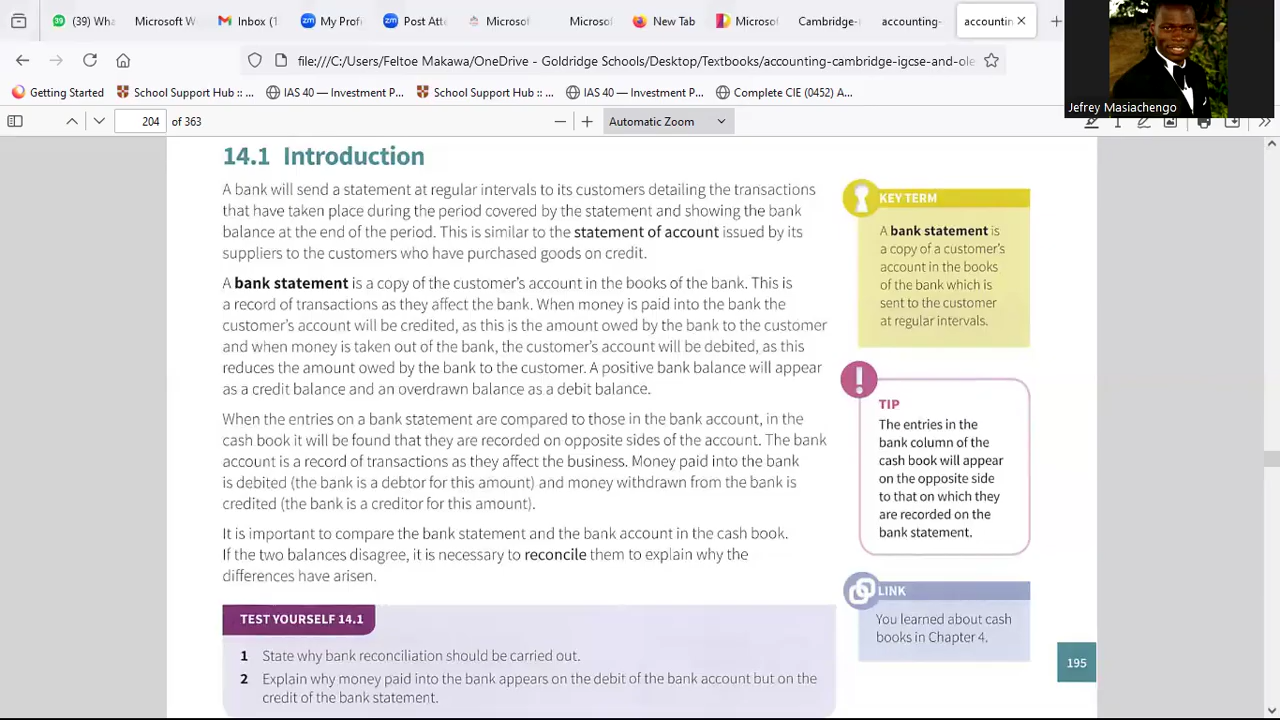 (39) Wha
Microsoft W
Inbox (1
My Profi
Post Atte
Microso
Microsof
New Tab
Microso
Cambridge-
accounting-
accountin
file:///C:/Users/Feltoe Makawa/OneDrive - Goldridge Schools/Desktop/Textbooks/accounting-cambridge-igcse-and-ole
Jefrey Masiachengo
Getting Started
School Support Hub :: ...
IAS 40 — Investment P...
School Support Hub :: ...
IAS 40 — Investment P...
Complete CIE (0452) A...
204 of 363
Automatic Zoom
14.1 Introduction
A bank will send a statement at regular intervals to its customers detailing the transactions
that have taken place during the period covered by the statement and showing the bank
balance at the end of the period. This is similar to the statement of account issued by its
suppliers to the customers who have purchased goods on credit.
A bank statement is a copy of the customer's account in the books of the bank. This is
a record of transactions as they affect the bank. When money is paid into the bank the
customer's account will be credited, as this is the amount owed by the bank to the customer
and when money is taken out of the bank, the customer's account will be debited, as this
reduces the amount owed by the bank to the customer. A positive bank balance will appear
as a credit balance and an overdrawn balance as a debit balance.
When the entries on a bank statement are compared to those in the bank account, in the
cash book it will be found that they are recorded on opposite sides of the account. The bank
account is a record of transactions as they affect the business. Money paid into the bank
is debited (the bank is a debtor for this amount) and money withdrawn from the bank is
credited (the bank is a creditor for this amount).
It is important to compare the bank statement and the bank account in the cash book.
If the two balances disagree, it is necessary to reconcile them to explain why the
differences have arisen.
TEST YOURSELF 14.1
1 State why bank reconciliation should be carried out.
2 Explain why money paid into the bank appears on the debit of the bank account but on the
credit of the bank statement.
KEY TERM
A bank statement is
a copy of a customer's
account in the books
of the bank which is
sent to the customer
at regular intervals.
TIP
The entries in the
bank column of the
cash book will appear
on the opposite side
to that on which they
are recorded on the
bank statement.
LINK
You learned about cash
books in Chapter 4.
195